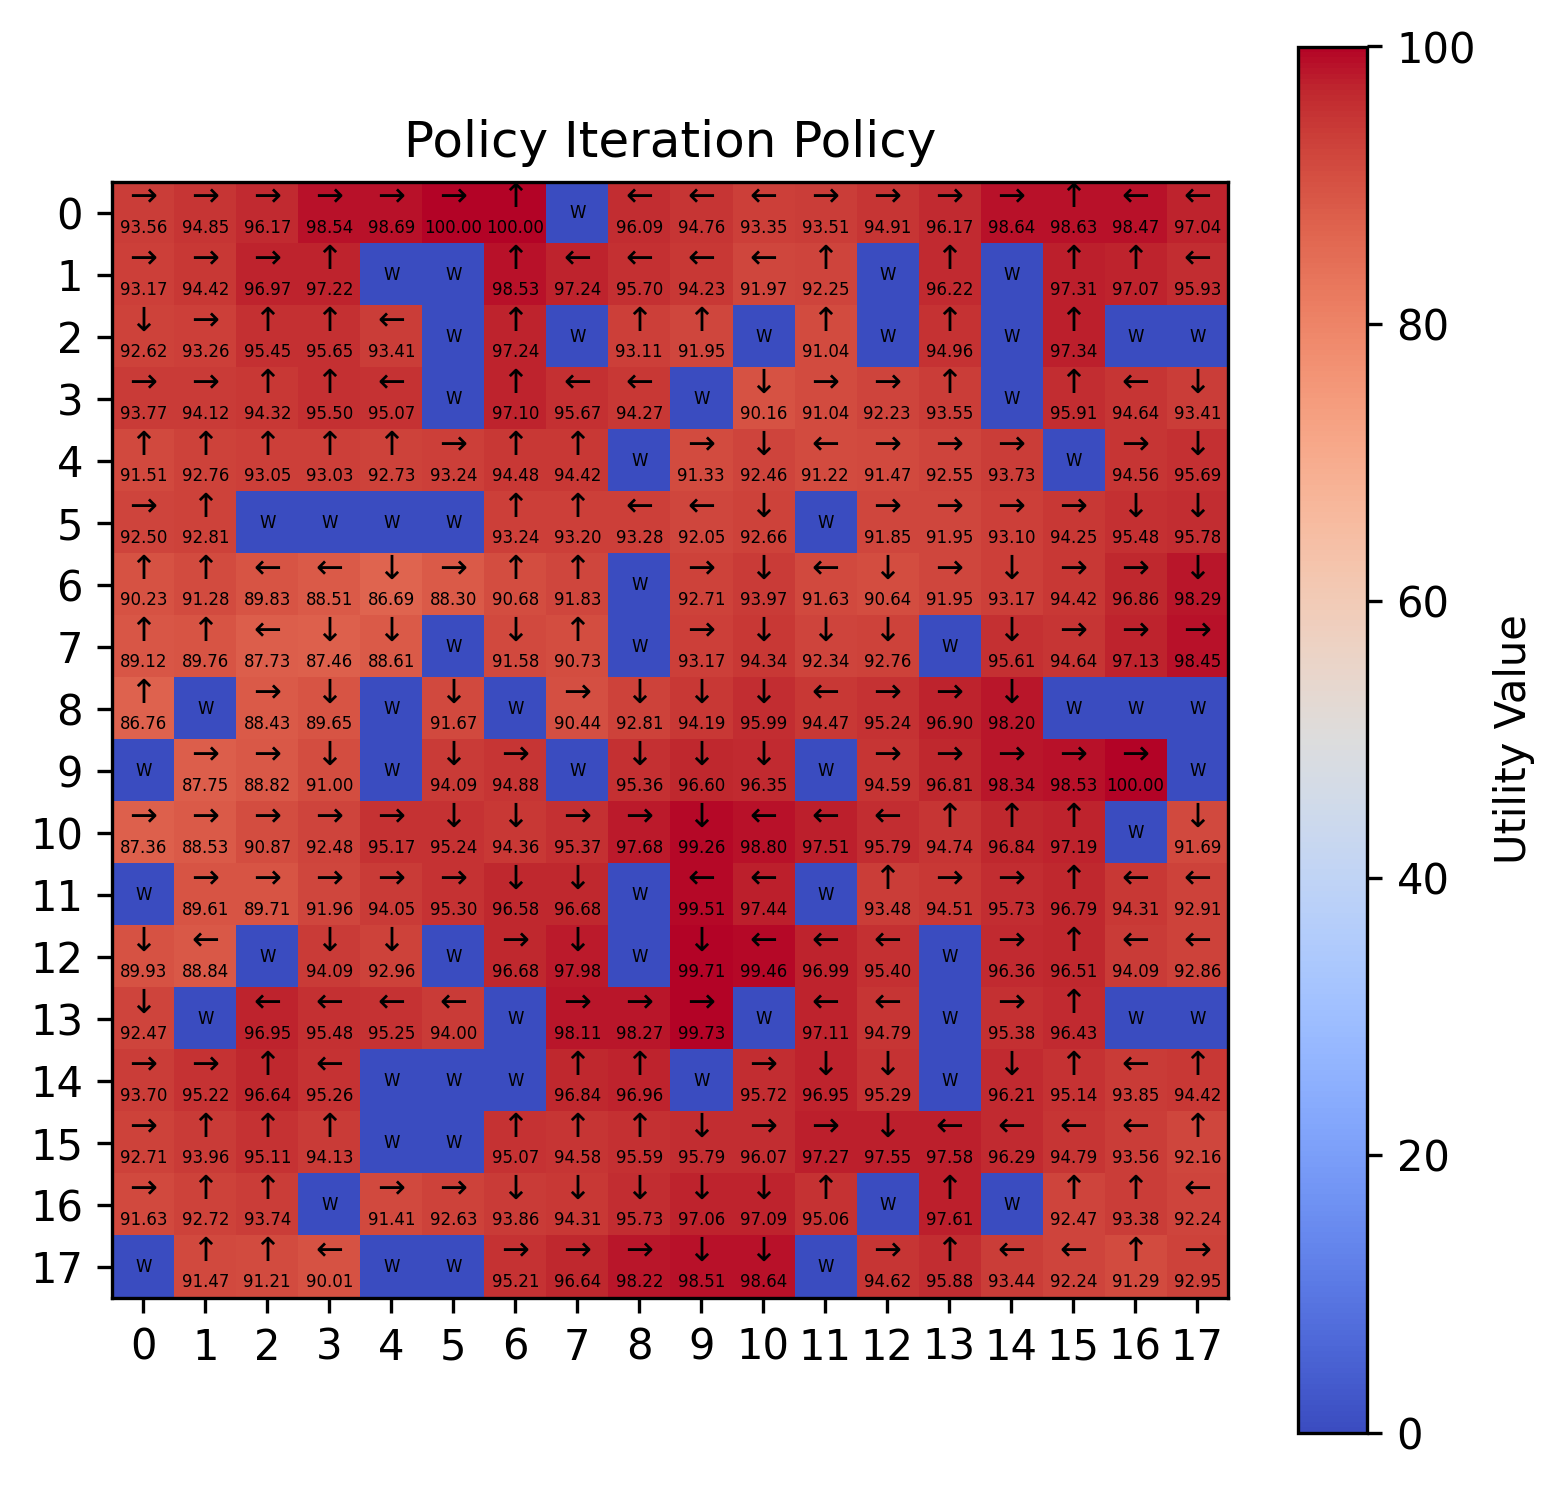 Policy Iteration Policy
0 → → → → → → ↑ W ← ← ← → → → → ↑ ← ←
93.56 94.85 96.17 98.54 98.69 100.00 100.00 96.09 94.76 93.35 93.51 94.91 96.17 98.64 98.63 98.47 97.04
1 → → → ↑ W W ↑ ← ← ← ← ↑ W ↑ W ↑ ↑ ←
93.17 94.42 96.97 97.22 98.53 97.24 95.70 94.23 91.97 92.25 96.22 97.31 97.07 95.93
2 ↓ → ↑ ↑ ← W ↑ W ↑ ↑ W ↑ W ↑ W ↑ W W
92.62 93.26 95.45 95.65 93.41 97.24 93.11 91.95 91.04 94.96 97.34
3 → → ↑ ↑ ← W ↑ ← ← W ↓ → → ↑ W ↑ ← ↓
93.77 94.12 94.32 95.50 95.07 97.10 95.67 94.27 90.16 91.04 92.23 93.55 95.91 94.64 93.41
4 ↑ ↑ ↑ ↑ ↑ → ↑ ↑ W → ↓ ← → → → W → ↓
91.51 92.76 93.05 93.03 92.73 93.24 94.48 94.42 91.33 92.46 91.22 91.47 92.55 93.73 94.56 95.69
5 → ↑ W W W W ↑ ↑ ← ← ↓ W → → → → ↓ ↓
92.50 92.81 93.24 93.20 93.28 92.05 92.66 91.85 91.95 93.10 94.25 95.48 95.78
6 ↑ ↑ ← ← ↓ → ↑ ↑ W → ↓ ← ↓ → ↓ → → ↓
90.23 91.28 89.83 88.51 86.69 88.30 90.68 91.83 92.71 93.97 91.63 90.64 91.95 93.17 94.42 96.86 98.29
7 ↑ ↑ ← ↓ ↓ W ↓ ↑ W → ↓ ↓ ↓ W ↓ → → →
89.12 89.76 87.73 87.46 88.61 91.58 90.73 93.17 94.34 92.34 92.76 95.61 94.64 97.13 98.45
8 ↑ W → ↓ W ↓ W → ↓ ↓ ↓ ← → → ↓ W W W
86.76 88.43 89.65 91.67 90.44 92.81 94.19 95.99 94.47 95.24 96.90 98.20
9 W → → ↓ W ↓ → W ↓ ↓ ↓ W → → → → → W
87.75 88.82 91.00 94.09 94.88 95.36 96.60 96.35 94.59 96.81 98.34 98.53 100.00
10 → → → → → ↓ ↓ → → ↓ ← ← ← ↑ ↑ ↑ W ↓
87.36 88.53 90.87 92.48 95.17 95.24 94.36 95.37 97.68 99.26 98.80 97.51 95.79 94.74 96.84 97.19 91.69
11 W → → → → → ↓ ↓ W ← ← W ↑ → → ↑ ← ←
89.61 89.71 91.96 94.05 95.30 96.58 96.68 99.51 97.44 93.48 94.51 95.73 96.79 94.31 92.91
12 ↓ ← W ↓ ↓ W → ↓ W ↓ ← ← ← W → ↑ ← ←
89.93 88.84 94.09 92.96 96.68 97.98 99.71 99.46 96.99 95.40 96.36 96.51 94.09 92.86
13 ↓ W ← ← ← ← W → → → W ← ← W → ↑ W W
92.47 96.95 95.48 95.25 94.00 98.11 98.27 99.73 97.11 94.79 95.38 96.43
14 → → ↑ ← W W W ↑ ↑ W → ↓ ↓ W ↓ ↑ ← ↑
93.70 95.22 96.64 95.26 96.84 96.96 95.72 96.95 95.29 96.21 95.14 93.85 94.42
15 → ↑ ↑ ↑ W W ↑ ↑ ↑ ↓ → → ↓ ← ← ← ← ↑
92.71 93.96 95.11 94.13 95.07 94.58 95.59 95.79 96.07 97.27 97.55 97.58 96.29 94.79 93.56 92.16
16 → ↑ ↑ W → → ↓ ↓ ↓ ↓ ↓ ↑ W ↑ W ↑ ↑ ←
91.63 92.72 93.74 91.41 92.63 93.86 94.31 95.73 97.06 97.09 95.06 97.61 92.47 93.38 92.24
17 W ↑ ↑ ← W W → → → ↓ ↓ W → ↑ ← ← ↑ →
91.47 91.21 90.01 95.21 96.64 98.22 98.51 98.64 94.62 95.88 93.44 92.24 91.29 92.95
0 1 2 3 4 5 6 7 8 9 10 11 12 13 14 15 16 17
100
80
60
40
20
0
Utility Value